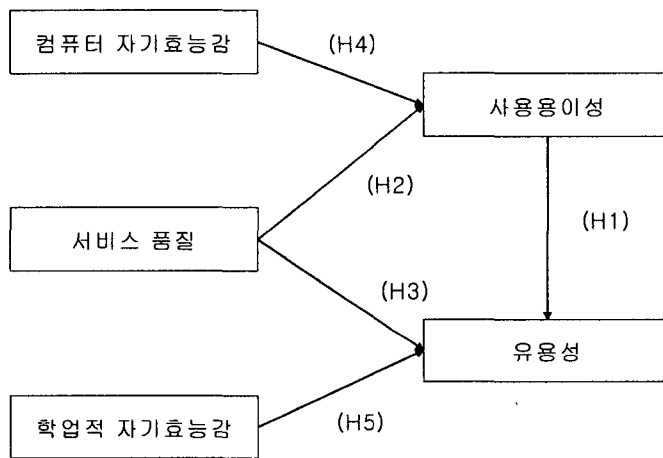 컴퓨터 자기효능감
(H4)
사용용이성
(H2)
서비스 품질
(H1)
(H3)
유용성
학업적 자기효능감
(H5)